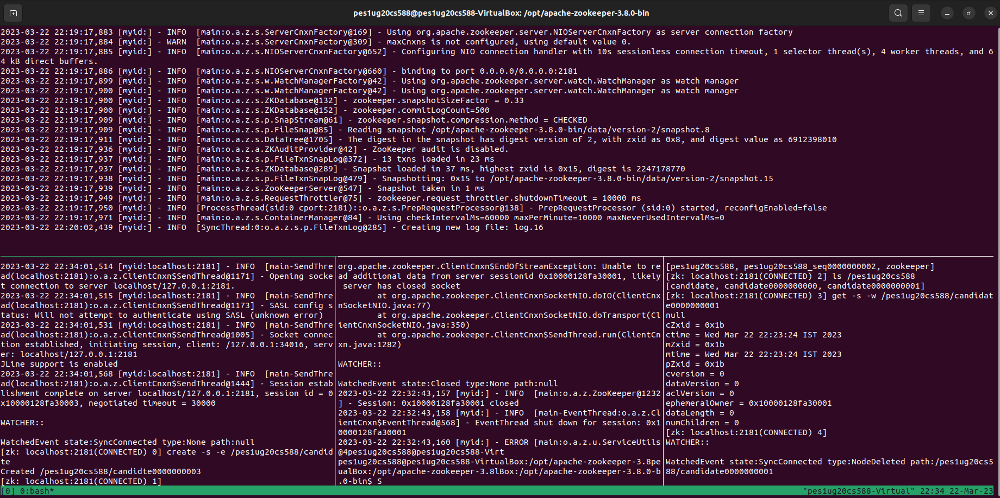 pes1ug20cs588@pes1ug20cs588-VirtualBox: /opt/apache-zookeeper-3.8.0-bin
2023-03-22 22:19:17,883 [myid:] - INFO  [main:o.a.z.s.ServerCnxnFactory@169] - Using org.apache.zookeeper.server.NIOServerCnxnFactory as server connection factory
2023-03-22 22:19:17,884 [myid:] - WARN  [main:o.a.z.s.ServerCnxnFactory@309] - maxCnxns is not configured, using default value 0.
2023-03-22 22:19:17,885 [myid:] - INFO  [main:o.a.z.s.NIOServerCnxnFactory@652] - Configuring NIO connection handler with 10s sessionless connection timeout, 1 selector thread(s), 4 worker threads, and 6
4 kB direct buffers.
2023-03-22 22:19:17,886 [myid:] - INFO  [main:o.a.z.s.NIOServerCnxnFactory@660] - binding to port 0.0.0.0/0.0.0.0:2181
2023-03-22 22:19:17,899 [myid:] - INFO  [main:o.a.z.s.w.WatchManagerFactory@42] - Using org.apache.zookeeper.server.watch.WatchManager as watch manager
2023-03-22 22:19:17,900 [myid:] - INFO  [main:o.a.z.s.w.WatchManagerFactory@42] - Using org.apache.zookeeper.server.watch.WatchManager as watch manager
2023-03-22 22:19:17,900 [myid:] - INFO  [main:o.a.z.s.ZKDatabase@132] - zookeeper.snapshotSizeFactor = 0.33
2023-03-22 22:19:17,900 [myid:] - INFO  [main:o.a.z.s.ZKDatabase@152] - zookeeper.commitLogCount=500
2023-03-22 22:19:17,909 [myid:] - INFO  [main:o.a.z.s.p.SnapStream@61] - zookeeper.snapshot.compression.method = CHECKED
2023-03-22 22:19:17,909 [myid:] - INFO  [main:o.a.z.s.p.FileSnap@85] - Reading snapshot /opt/apache-zookeeper-3.8.0-bin/data/version-2/snapshot.8
2023-03-22 22:19:17,911 [myid:] - INFO  [main:o.a.z.s.DataTree@1705] - The digest in the snapshot has digest version of 2, with zxid as 0x8, and digest value as 6912398010
2023-03-22 22:19:17,936 [myid:] - INFO  [main:o.a.z.a.ZKAuditProvider@42] - ZooKeeper audit is disabled.
2023-03-22 22:19:17,937 [myid:] - INFO  [main:o.a.z.s.p.FileTxnSnapLog@372] - 13 txns loaded in 23 ms
2023-03-22 22:19:17,937 [myid:] - INFO  [main:o.a.z.s.ZKDatabase@289] - Snapshot loaded in 37 ms, highest zxid is 0x15, digest is 2247178770
2023-03-22 22:19:17,938 [myid:] - INFO  [main:o.a.z.s.p.FileTxnSnapLog@479] - Snapshotting: 0x15 to /opt/apache-zookeeper-3.8.0-bin/data/version-2/snapshot.15
2023-03-22 22:19:17,939 [myid:] - INFO  [main:o.a.z.s.ZooKeeperServer@547] - Snapshot taken in 1 ms
2023-03-22 22:19:17,949 [myid:] - INFO  [main:o.a.z.s.RequestThrottler@75] - zookeeper.request_throttler.shutdownTimeout = 10000 ms
2023-03-22 22:19:17,950 [myid:] - INFO  [ProcessThread(sid:0 cport:2181)::o.a.z.s.PrepRequestProcessor@138] - PrepRequestProcessor (sid:0) started, reconfigEnabled=false
2023-03-22 22:19:17,971 [myid:] - INFO  [main:o.a.z.s.ContainerManager@84] - Using checkIntervalMs=60000 maxPerMinute=10000 maxNeverUsedIntervalMs=0
2023-03-22 22:20:02,439 [myid:] - INFO  [SyncThread:0:o.a.z.s.p.FileTxnLog@285] - Creating new log file: log.16
2023-03-22 22:34:01,514 [myid:localhost:2181] - INFO  [main-SendThre
ad(localhost:2181):o.a.z.ClientCnxn$SendThread@1171] - Opening socke
t connection to server localhost/127.0.0.1:2181.
2023-03-22 22:34:01,515 [myid:localhost:2181] - INFO  [main-SendThre
ad(localhost:2181):o.a.z.ClientCnxn$SendThread@1173] - SASL config s
tatus: Will not attempt to authenticate using SASL (unknown error)
2023-03-22 22:34:01,531 [myid:localhost:2181] - INFO  [main-SendThre
ad(localhost:2181):o.a.z.ClientCnxn$SendThread@1005] - Socket connec
tion established, initiating session, client: /127.0.0.1:34016, serv
er: localhost/127.0.0.1:2181
JLine support is enabled
2023-03-22 22:34:01,568 [myid:localhost:2181] - INFO  [main-SendThre
ad(localhost:2181):o.a.z.ClientCnxn$SendThread@1444] - Session estab
lishment complete on server localhost/127.0.0.1:2181, session id = 0
x10000128fa30003, negotiated timeout = 30000
WATCHER::
WatchedEvent state:SyncConnected type:None path:null
[zk: localhost:2181(CONNECTED) 0] create -s -e /pes1ug20cs588/candid
te
Created /pes1ug20cs588/candidte0000000003
[zk: localhost:2181(CONNECTED) 1]
org.apache.zookeeper.ClientCnxn$EndOfStreamException: Unable to re
ad additional data from server sessionid 0x10000128fa30001, likely
 server has closed socket
        at org.apache.zookeeper.ClientCnxnSocketNIO.doIO(ClientCnx
nSocketNIO.java:77)
        at org.apache.zookeeper.ClientCnxnSocketNIO.doTransport(Cl
ientCnxnSocketNIO.java:350)
        at org.apache.zookeeper.ClientCnxn$SendThread.run(ClientCn
xn.java:1282)
WATCHER::
WatchedEvent state:Closed type:None path:null
2023-03-22 22:32:43,157 [myid:] - INFO  [main:o.a.z.ZooKeeper@1232
] - Session: 0x10000128fa30001 closed
2023-03-22 22:32:43,158 [myid:] - INFO  [main-EventThread:o.a.z.Cl
ientCnxn$EventThread@568] - EventThread shut down for session: 0x1
0000128fa30001
2023-03-22 22:32:43,160 [myid:] - ERROR [main:o.a.z.u.ServiceUtils
@4pes1ug20cs588@pes1ug20cs588-Virt
pes1ug20cs588@pes1ug20cs588-VirtualBox:/opt/apache-zookeeper-3.8pe
ualBox:/opt/apache-zookeeper-3.8lBox:/opt/apache-zookeeper-3.8.0-b
.0-bin$ S
[pes1ug20cs588, pes1ug20cs588_seq0000000002, zookeeper]
[zk: localhost:2181(CONNECTED) 2] ls /pes1ug20cs588
[candidate, candidate0000000000, candidate0000000001]
[zk: localhost:2181(CONNECTED) 3] get -s -w /pes1ug20cs588/candidat
e0000000001
null
cZxid = 0x1b
ctime = Wed Mar 22 22:23:24 IST 2023
mZxid = 0x1b
mtime = Wed Mar 22 22:23:24 IST 2023
pZxid = 0x1b
cversion = 0
dataVersion = 0
aclVersion = 0
ephemeralOwner = 0x10000128fa30001
dataLength = 0
numChildren = 0
[zk: localhost:2181(CONNECTED) 4]
WATCHER::
WatchedEvent state:SyncConnected type:NodeDeleted path:/pes1ug20cs5
88/candidate0000000001
[0] 0:bash*
"pes1ug20cs588-Virtual" 22:34 22-Mar-23